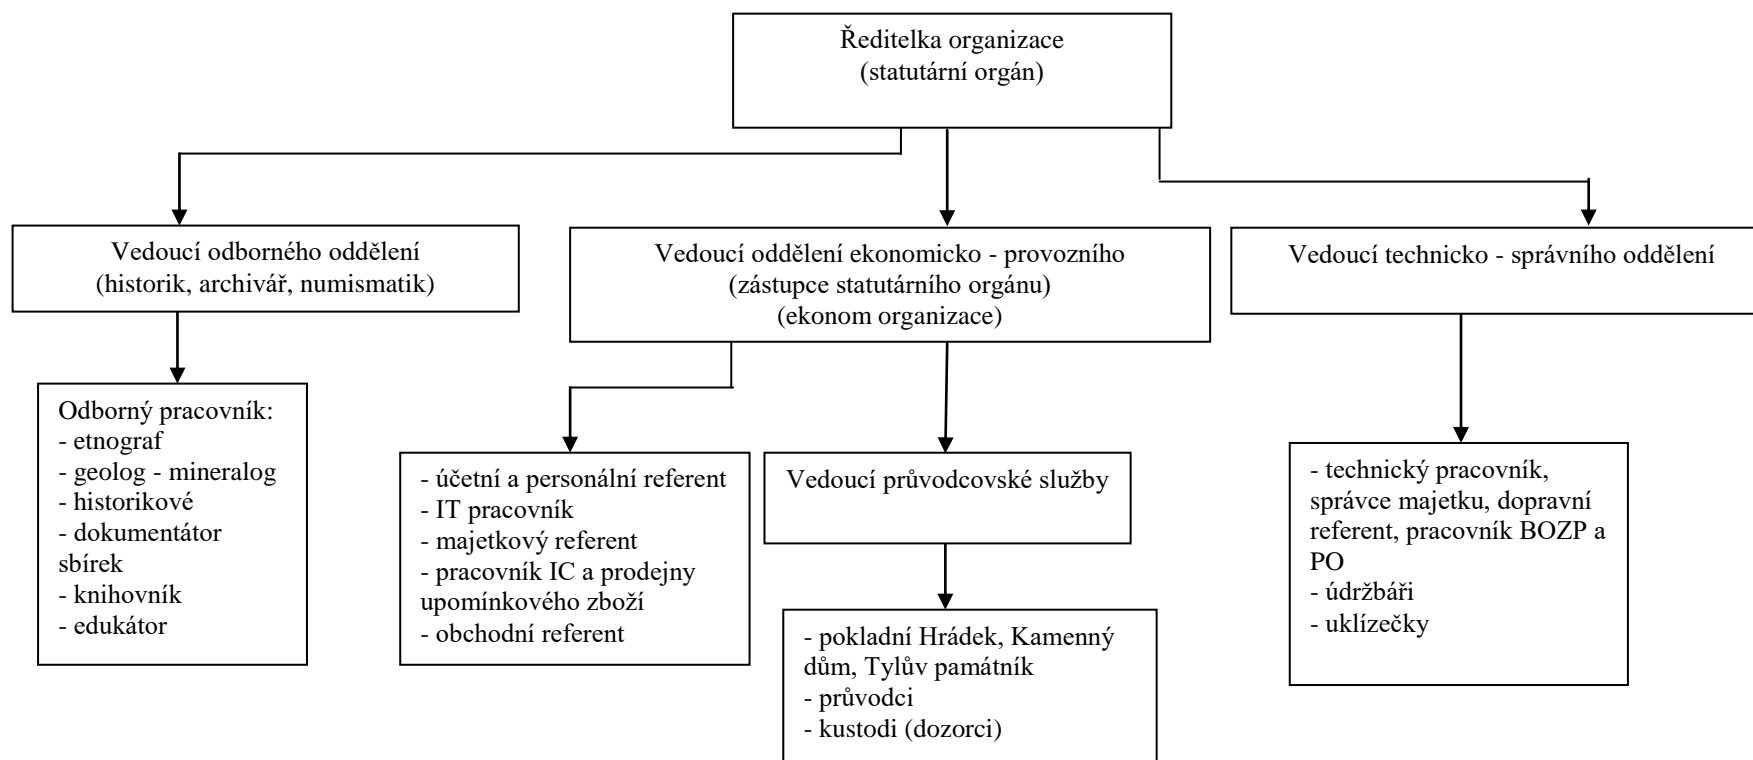 Ředitelka organizace
(statutární orgán)
Vedoucí odborného oddělení
(historik, archivář, numismatik)
Vedoucí oddělení ekonomicko - provozního
(zástupce statutárního orgánu)
(ekonom organizace)
Vedoucí technicko - správního oddělení
Odborný pracovník:
- etnograf
- geolog - mineralog
- historikové
- dokumentátor
sbírek
- knihovník
- edukátor
- účetní a personální referent
- IT pracovník
- majetkový referent
- pracovník IC a prodejny
upomínkového zboží
- obchodní referent
Vedoucí průvodcovské služby
- pokladní Hrádek, Kamenný
dům, Tylův památník
- průvodci
- kustodi (dozorci)
- technický pracovník,
správce majetku, dopravní
referent, pracovník BOZP a
PO
- údržbáři
- uklízečky